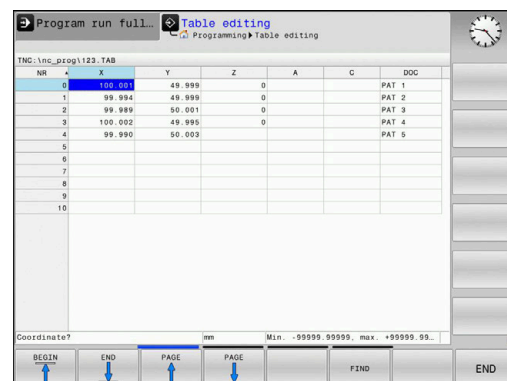 Program run full... Table editing
Programming Table editing
TNC:\nc_prog\123.TAB
NR X Y Z A C DOC
0 100.001 49.999 0 PAT 1
1 99.994 49.999 0 PAT 2
2 99.989 50.001 0 PAT 3
3 100.002 49.995 0 PAT 4
4 99.990 50.003 PAT 5
5
6
7
8
9
10
Coordinate? mm Min. -99999.99999, max. +99999.99...
BEGIN END PAGE PAGE FIND END